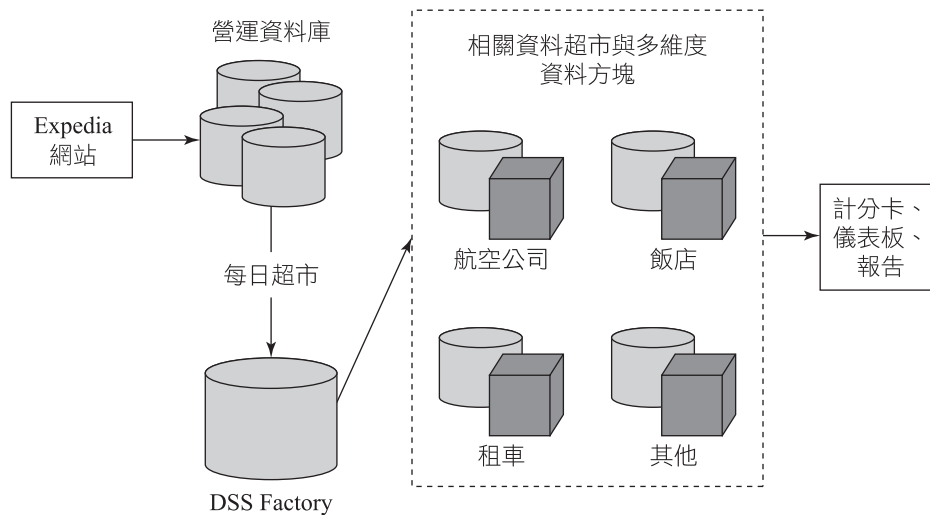 營運資料庫
Expedia
網站
每日超市
DSS Factory
相關資料超市與多維度
資料方塊
航空公司
飯店
租車
其他
計分卡、
儀表板、
報告